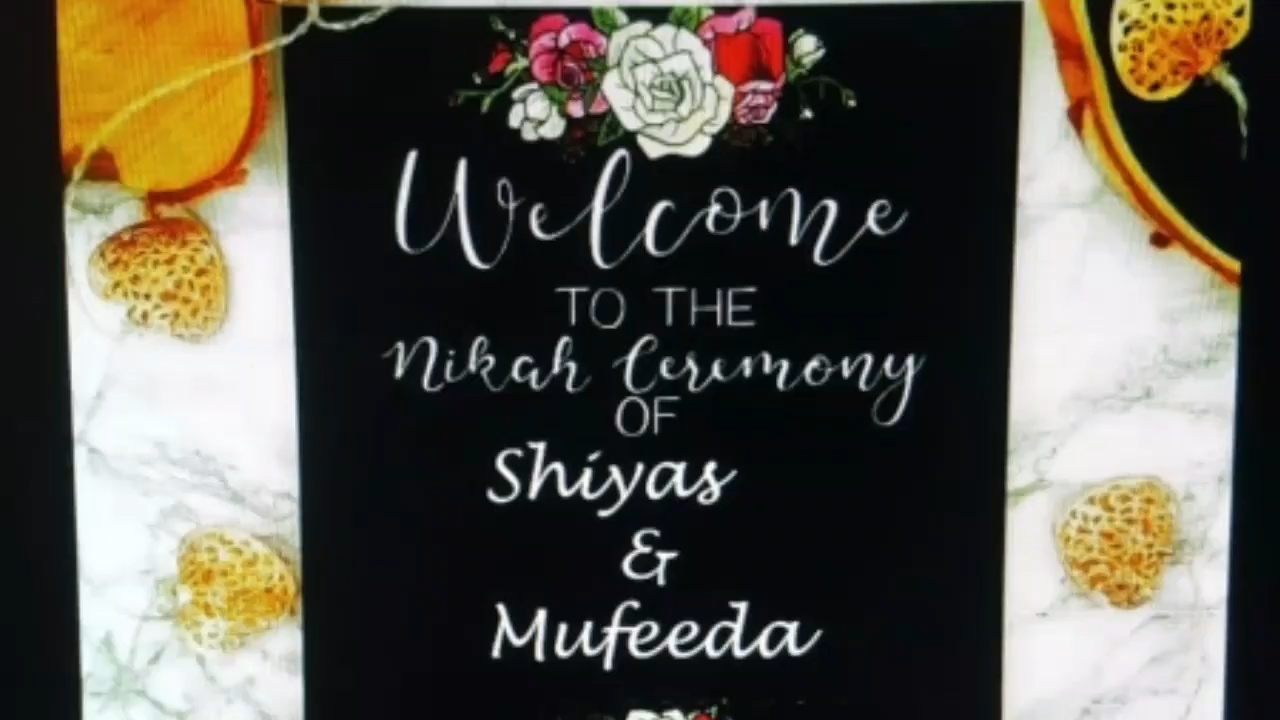 Welcome
TO THE
Nikah Ceremony
OF
Shiyas
&
Mufeeda